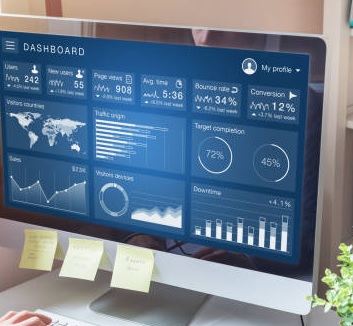 DASHBOARD
My profile
Users
242
New users
55
Page views
908
Avg. time
5:36
Bounce rate
34%
Conversion
12%
Visitors countries
Traffic origin
Target completion
72%
45%
Sales
Visitors devices
Downtime
+4.1%